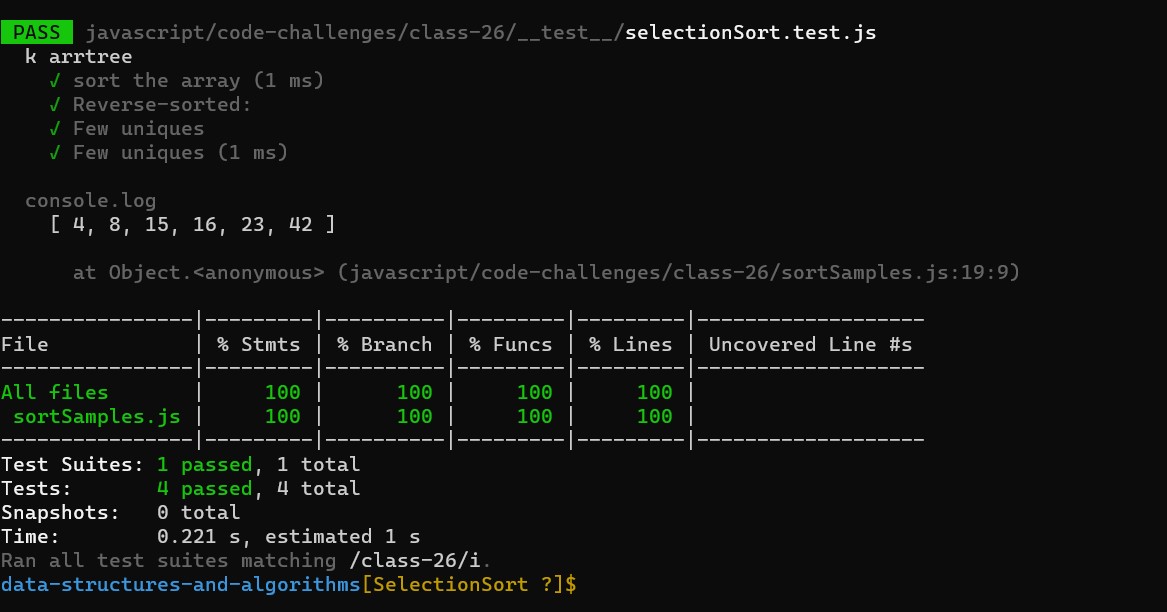 PASS javascript/code-challenges/class-26/__test__/selectionSort.test.js
k arrtree
√ sort the array (1 ms)
√ Reverse-sorted:
√ Few uniques
√ Few uniques (1 ms)
console.log
[ 4, 8, 15, 16, 23, 42 ]
at Object.<anonymous> (javascript/code-challenges/class-26/sortSamples.js:19:9)
----------------|---------|----------|---------|---------|-------------------
File            | % Stmts | % Branch | % Funcs | % Lines | Uncovered Line #s
----------------|---------|----------|---------|---------|-------------------
All files       |     100 |      100 |     100 |     100 |
 sortSamples.js |     100 |      100 |     100 |     100 |
----------------|---------|----------|---------|---------|-------------------
Test Suites: 1 passed, 1 total
Tests:       4 passed, 4 total
Snapshots:   0 total
Time:        0.221 s, estimated 1 s
Ran all test suites matching /class-26/i.
data-structures-and-algorithms[SelectionSort ?]$